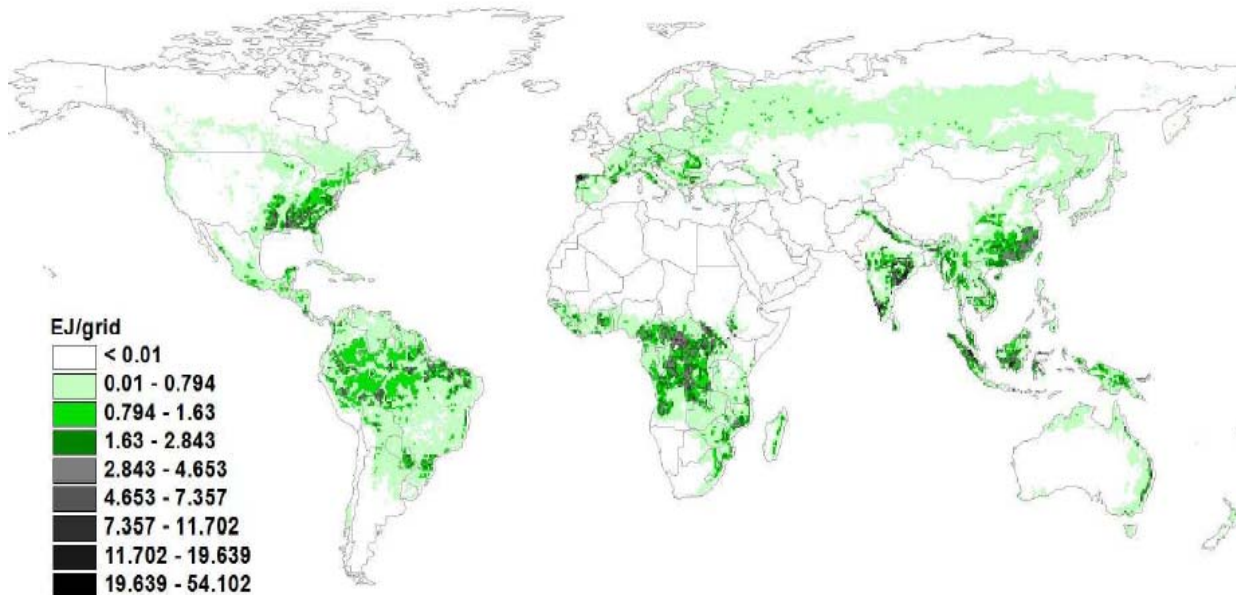 EJ/grid
< 0.01
0.01 - 0.794
0.794 - 1.63
1.63 - 2.843
2.843 - 4.653
4.653 - 7.357
7.357 - 11.702
11.702 - 19.639
19.639 - 54.102